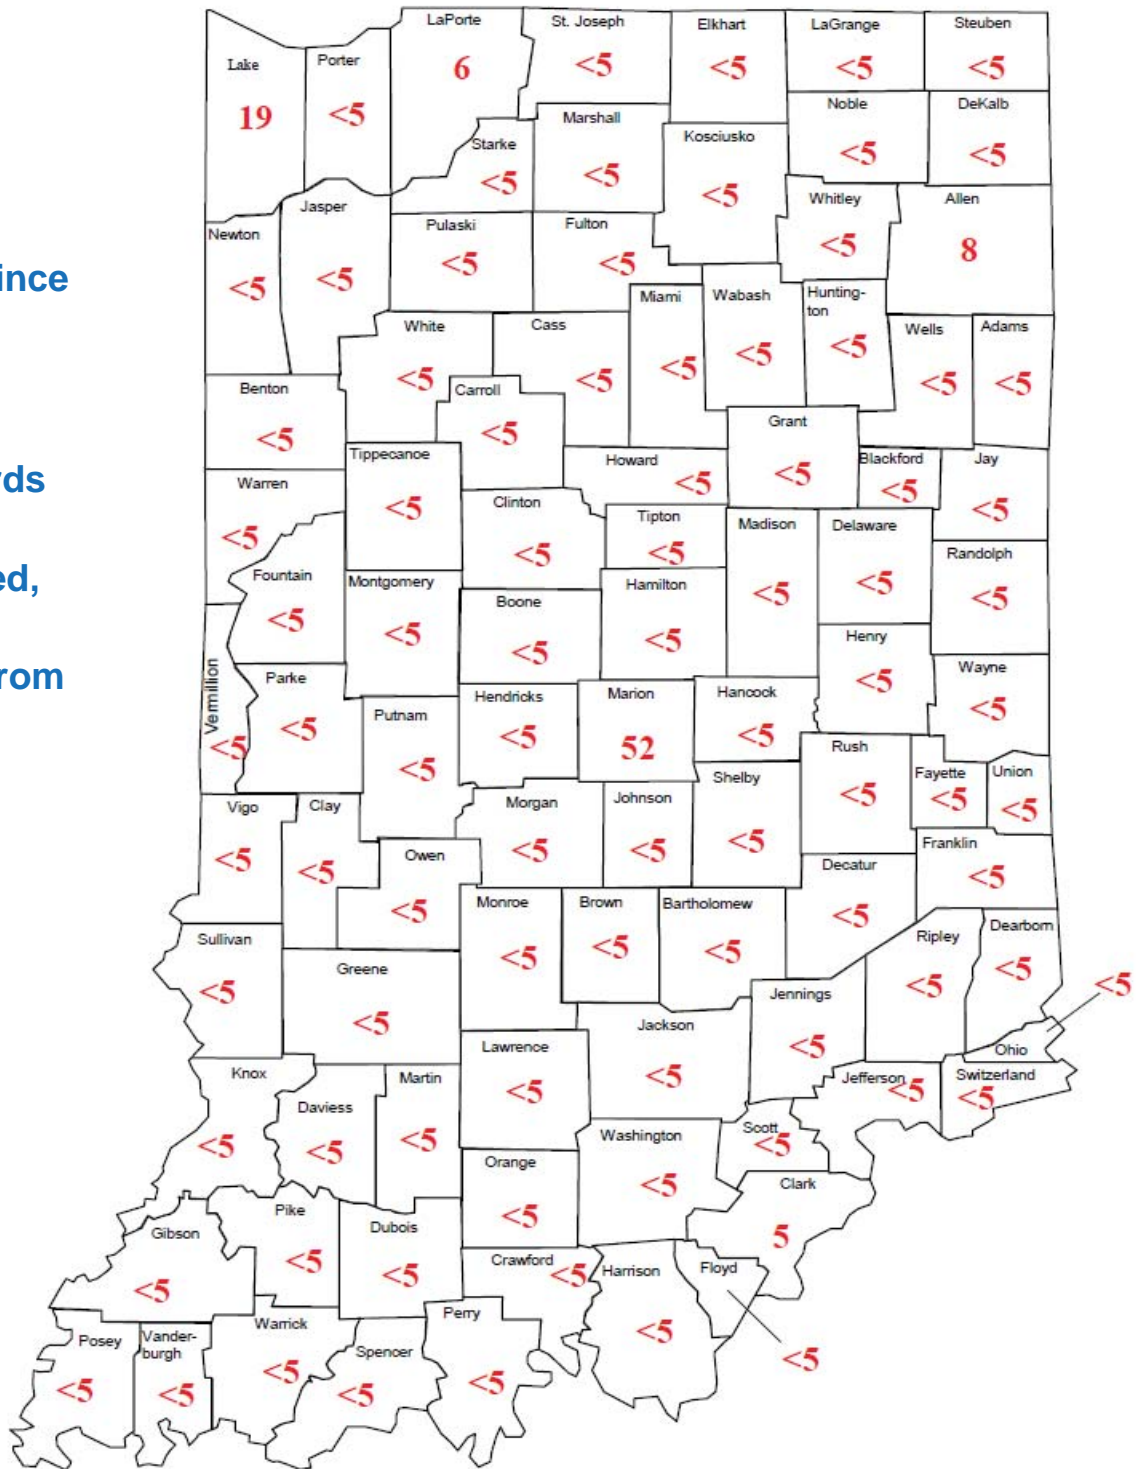 ince
rds
ed,
rom
LaPorte
6
St. Joseph
<5
Elkhart
<5
LaGrange
<5
Steuben
<5
Lake
19
Porter
<5
Noble
<5
DeKalb
<5
Marshall
<5
Starke
<5
Kosciusko
<5
Whitley
<5
Allen
8
Newton
<5
Jasper
<5
Pulaski
<5
Fulton
<5
Miami
<5
Wabash
<5
Hunting-
ton
<5
White
<5
Cass
<5
Wells
<5
Adams
<5
Benton
<5
Carroll
<5
Grant
<5
Tippecanoe
<5
Howard
<5
Blackford
<5
Jay
<5
Warren
<5
Clinton
<5
Tipton
<5
Madison
<5
Delaware
<5
Randolph
<5
Fountain
<5
Montgomery
<5
Boone
<5
Hamilton
<5
Henry
<5
Wayne
<5
Vermillion
<5
Parke
<5
Putnam
<5
Hendricks
<5
Marion
52
Hancock
<5
Rush
<5
Fayette
<5
Union
<5
Vigo
<5
Clay
<5
Morgan
<5
Johnson
<5
Shelby
<5
Owen
<5
Decatur
<5
Franklin
<5
Monroe
<5
Brown
<5
Bartholomew
<5
Sullivan
<5
Greene
<5
Ripley
<5
Dearborn
<5
<5
Jennings
<5
Jackson
<5
Lawrence
<5
Ohio
Knox
<5
Daviess
<5
Martin
<5
Jefferson
<5
Switzerland
<5
Washington
<5
Scott
<5
Orange
<5
Clark
5
Gibson
<5
Pike
<5
Dubois
<5
Crawford
<5
Harrison
<5
Floyd
<5
Posey
<5
Vander-
burgh
<5
Warrick
<5
Spencer
<5
Perry
<5